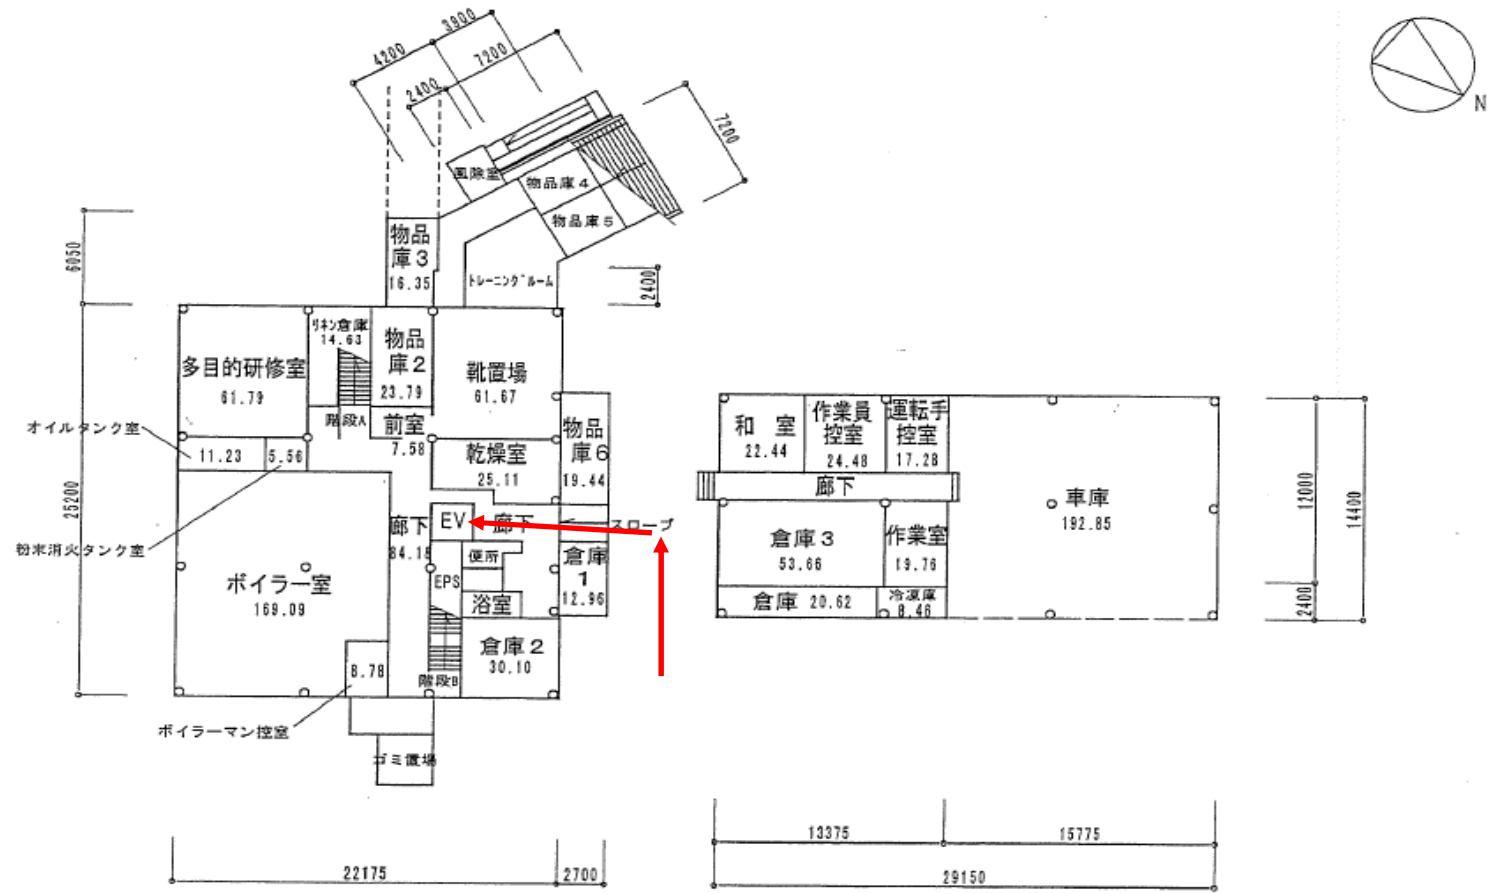 3900
4200
7200
2400
7200
N
風除室
物品庫4
物品庫5
物品
庫3
16.35
トレーニングルーム
6050
2400
リネン倉庫
14.63
物品
庫2
23.79
多目的研修室
61.79
靴置場
61.67
階段A
前室
7.58
オイルタンク室
11.23
5.56
乾燥室
25.11
物品
庫6
19.44
和室
22.44
作業員
控室
24.48
運転手
控室
17.28
廊下
車庫
192.85
12000
14400
25200
廊下
84.18
EV
廊下
スロープ
粉末消火タンク室
便所
倉庫
1
12.96
倉庫3
53.66
作業室
19.76
ボイラー室
169.09
EPS
浴室
倉庫 20.62
冷凍庫
8.46
2400
倉庫2
30.10
8.78
階段B
ボイラーマン控室
ゴミ置場
13375
15775
22175
2700
29150